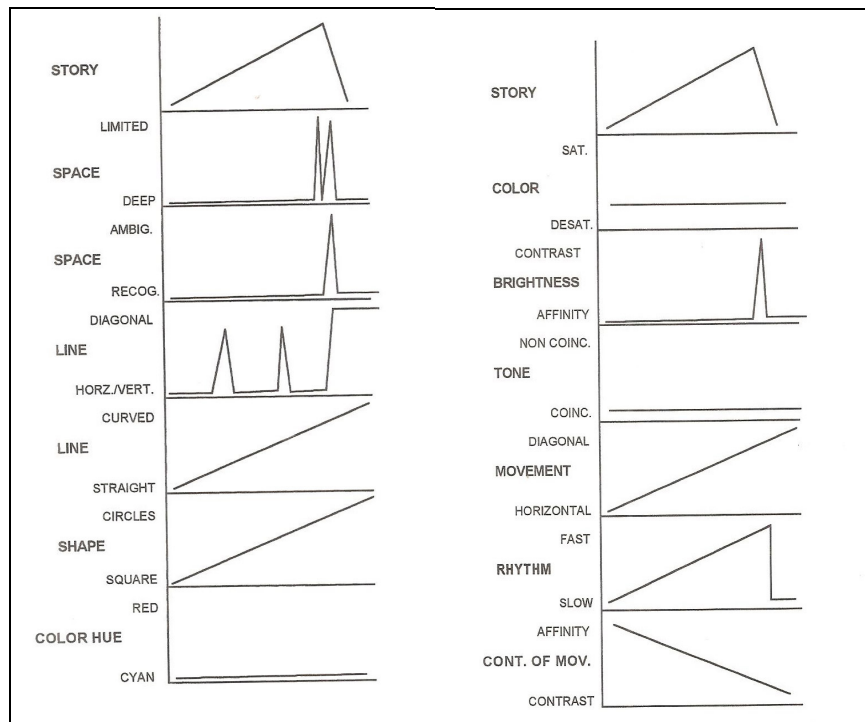 STORY
LIMITED
SPACE
DEEP
AMBIG.
SPACE
RECOG.
DIAGONAL
LINE
HORZ./VERT.
CURVED
LINE
STRAIGHT
CIRCLES
SHAPE
SQUARE
RED
COLOR HUE
CYAN
STORY
SAT.
COLOR
DESAT.
CONTRAST
BRIGHTNESS
AFFINITY
NON COINC.
TONE
COINC.
DIAGONAL
MOVEMENT
HORIZONTAL
FAST
RHYTHM
SLOW
AFFINITY
CONT. OF MOV.
CONTRAST